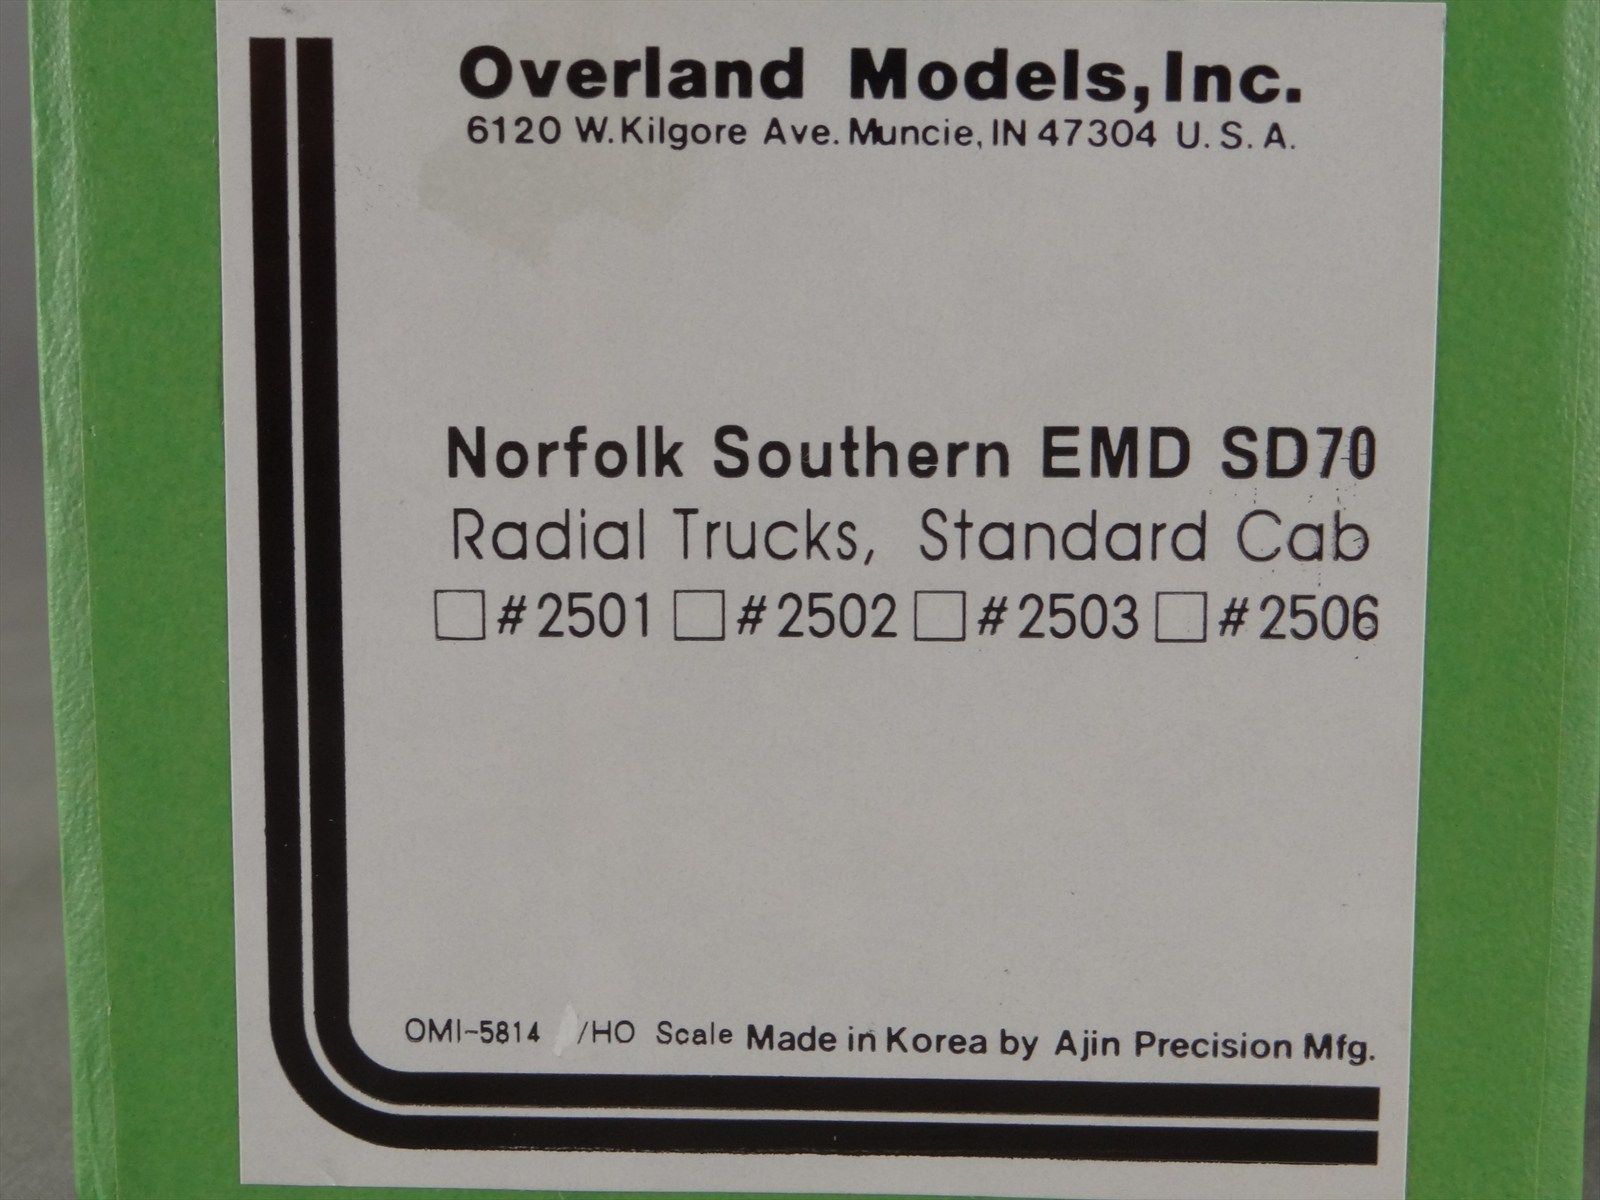 Overland Models, Inc.
6120 W. Kilgore Ave. Muncie, IN 47304 U. S. A.
Norfolk Southern EMD SD70
Radial Trucks, Standard Cab
#2501 #2502 #2503 #2506
OMI-5814 /HO Scale Made in Korea by Ajin Precision Mfg.